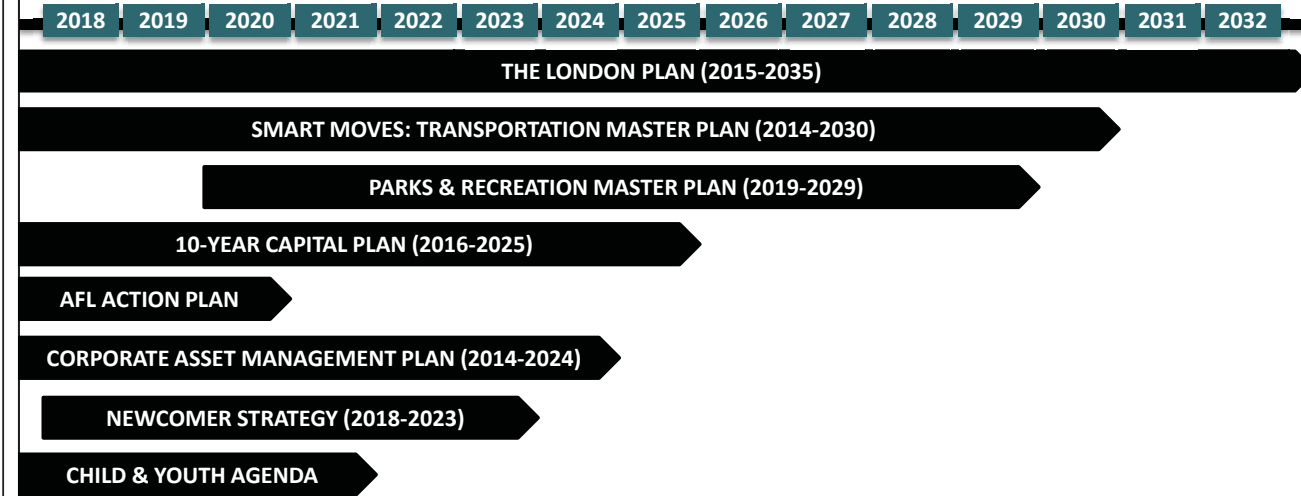 2018 2019 2020 2021 2022 2023 2024 2025 2026 2027 2028 2029 2030 2031 2032
THE LONDON PLAN (2015-2035)
SMART MOVES: TRANSPORTATION MASTER PLAN (2014-2030)
PARKS & RECREATION MASTER PLAN (2019-2029)
10-YEAR CAPITAL PLAN (2016-2025)
AFL ACTION PLAN
CORPORATE ASSET MANAGEMENT PLAN (2014-2024)
NEWCOMER STRATEGY (2018-2023)
CHILD & YOUTH AGENDA